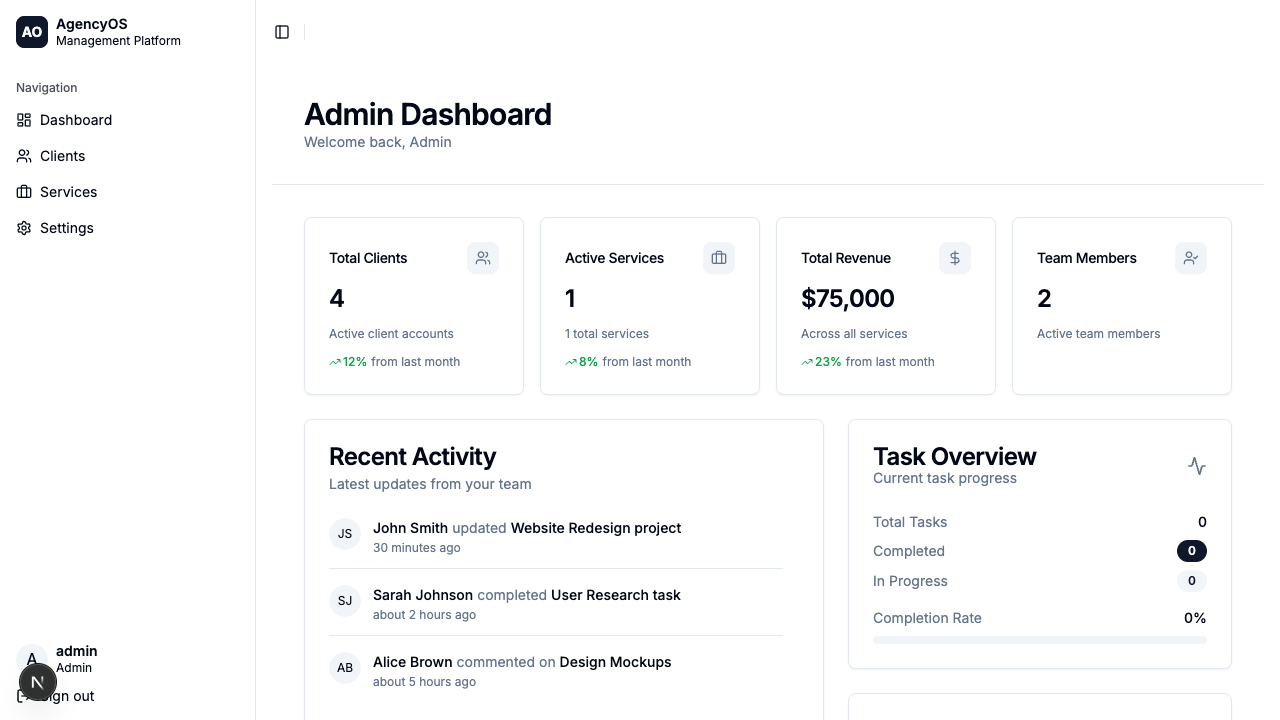 AO
AgencyOS
Management Platform
Navigation
Dashboard
Clients
Services
Settings
A
admin
Admin
N
ign out
Admin Dashboard
Welcome back, Admin
Total Clients
4
Active client accounts
12% from last month
Active Services
1
1 total services
8% from last month
Total Revenue
$
$75,000
Across all services
23% from last month
Team Members
2
Active team members
Recent Activity
Latest updates from your team
JS
John Smith updated Website Redesign project
30 minutes ago
SJ
Sarah Johnson completed User Research task
about 2 hours ago
AB
Alice Brown commented on Design Mockups
about 5 hours ago
Task Overview
Current task progress
Total Tasks 0
Completed 0
In Progress 0
Completion Rate 0%